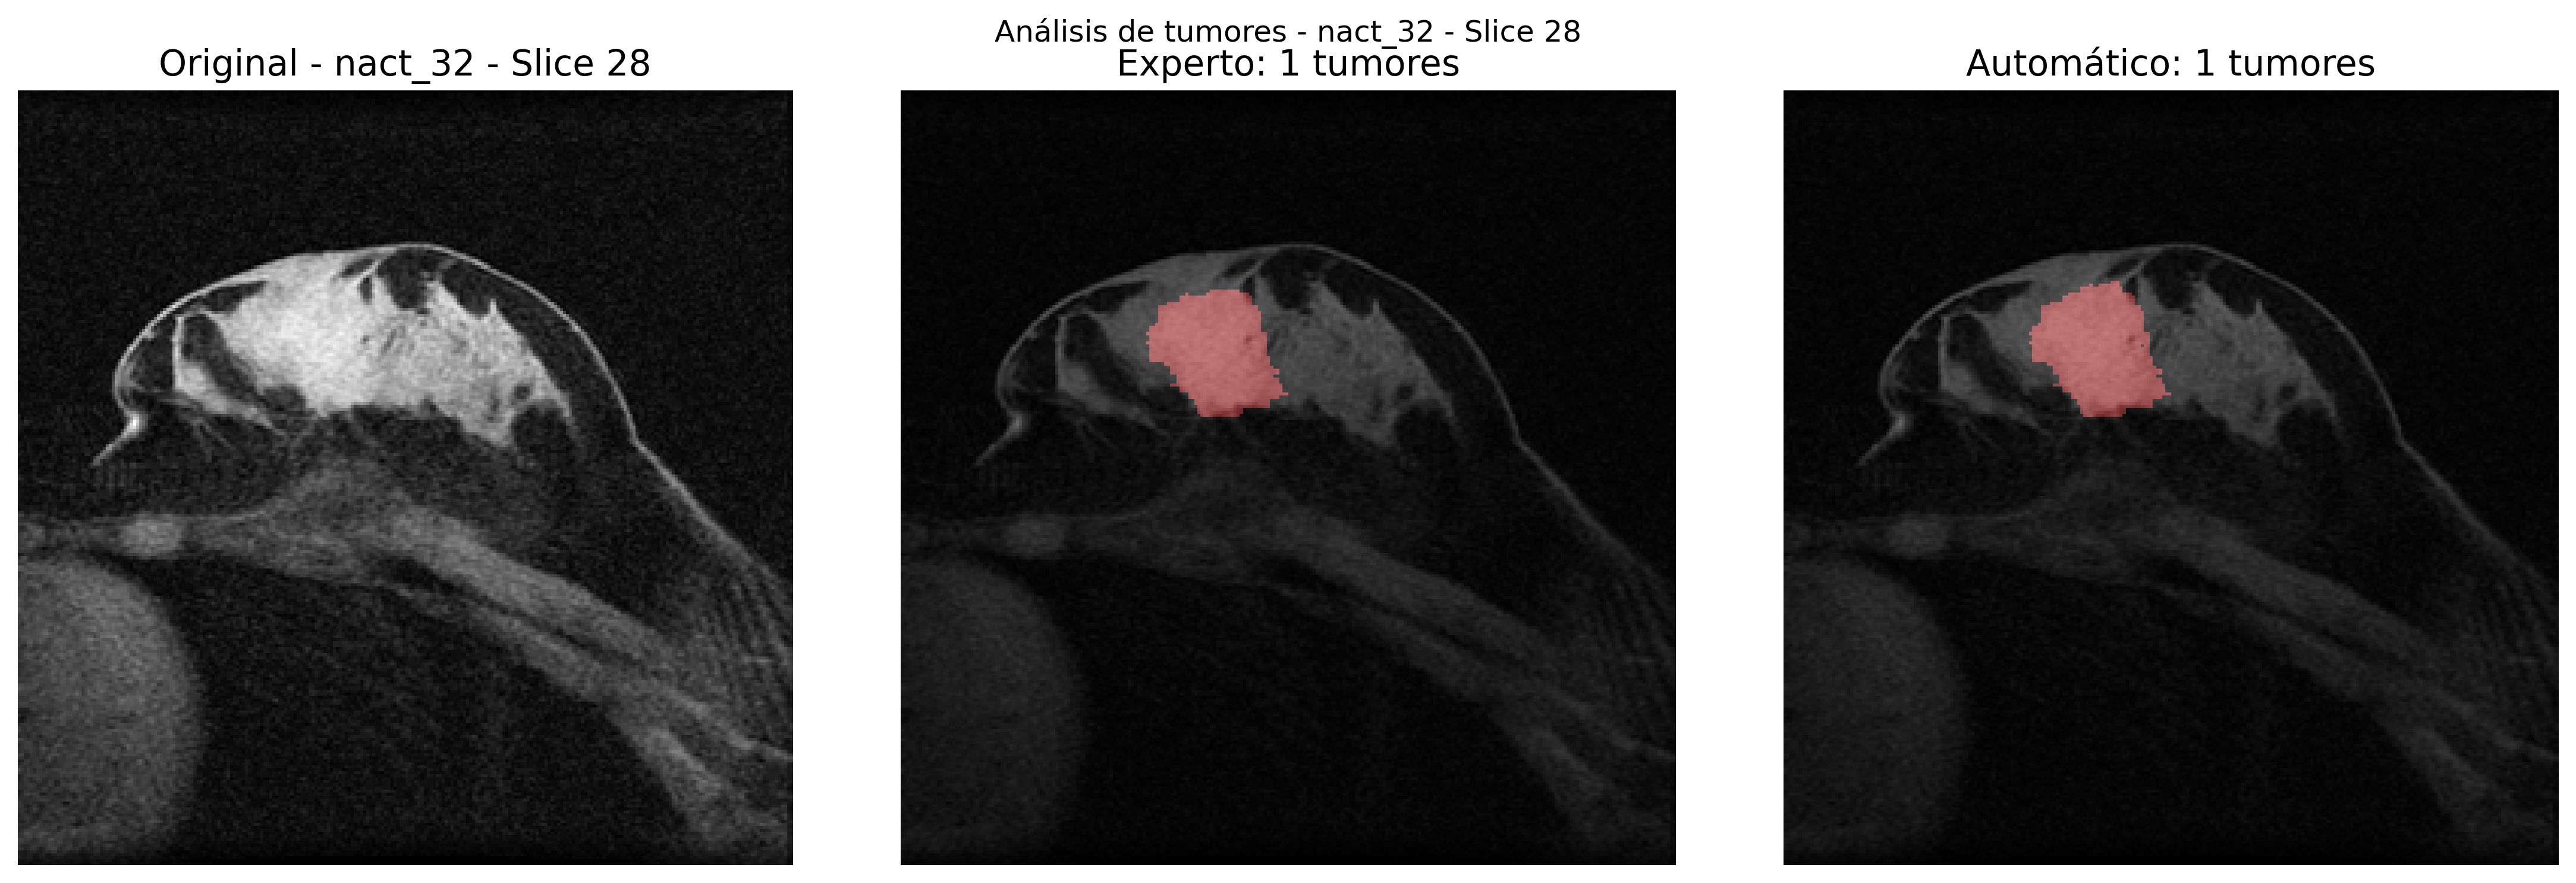 Análisis de tumores - nact_32 - Slice 28
Original - nact_32 - Slice 28
Experto: 1 tumores
Automático: 1 tumores